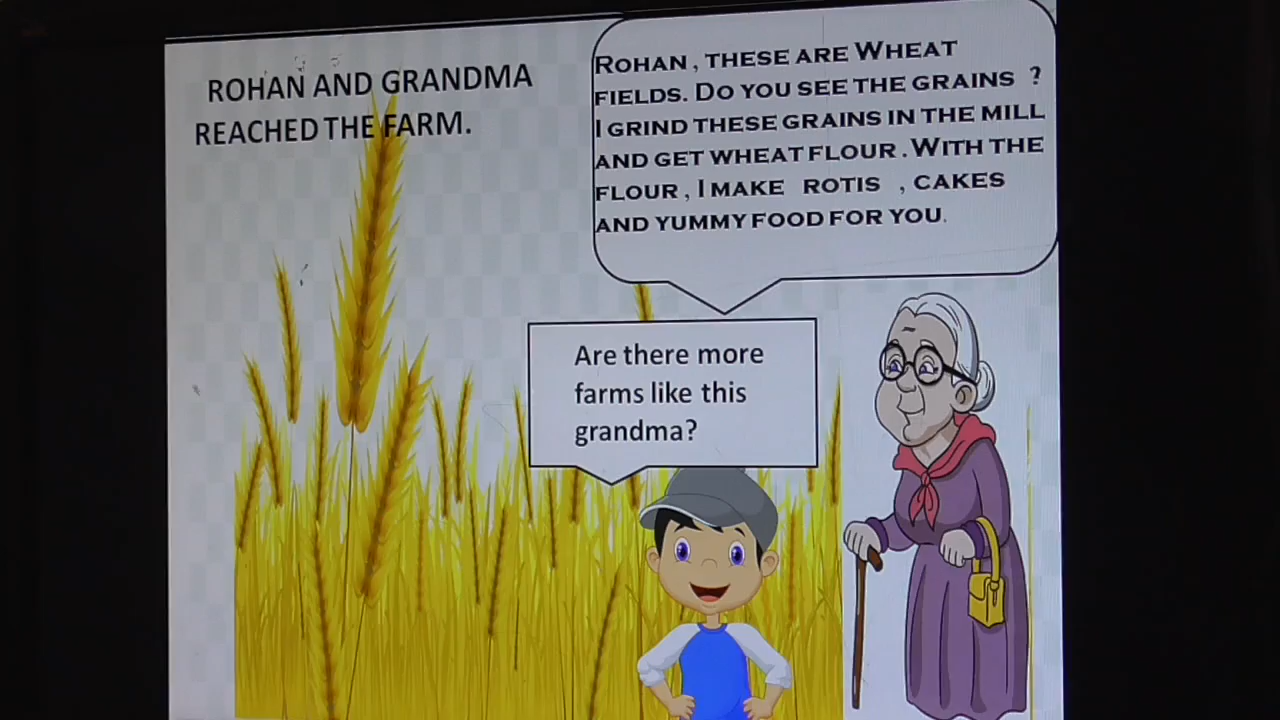 ROHAN AND GRANDMA
REACHED THE FARM.
ROHAN , THESE ARE WHEAT
FIELDS. DO YOU SEE THE GRAINS ?
I GRIND THESE GRAINS IN THE MILL
AND GET WHEAT FLOUR . WITH THE
FLOUR , I MAKE ROTIS , CAKES
AND YUMMY FOOD FOR YOU.
Are there more
farms like this
grandma?